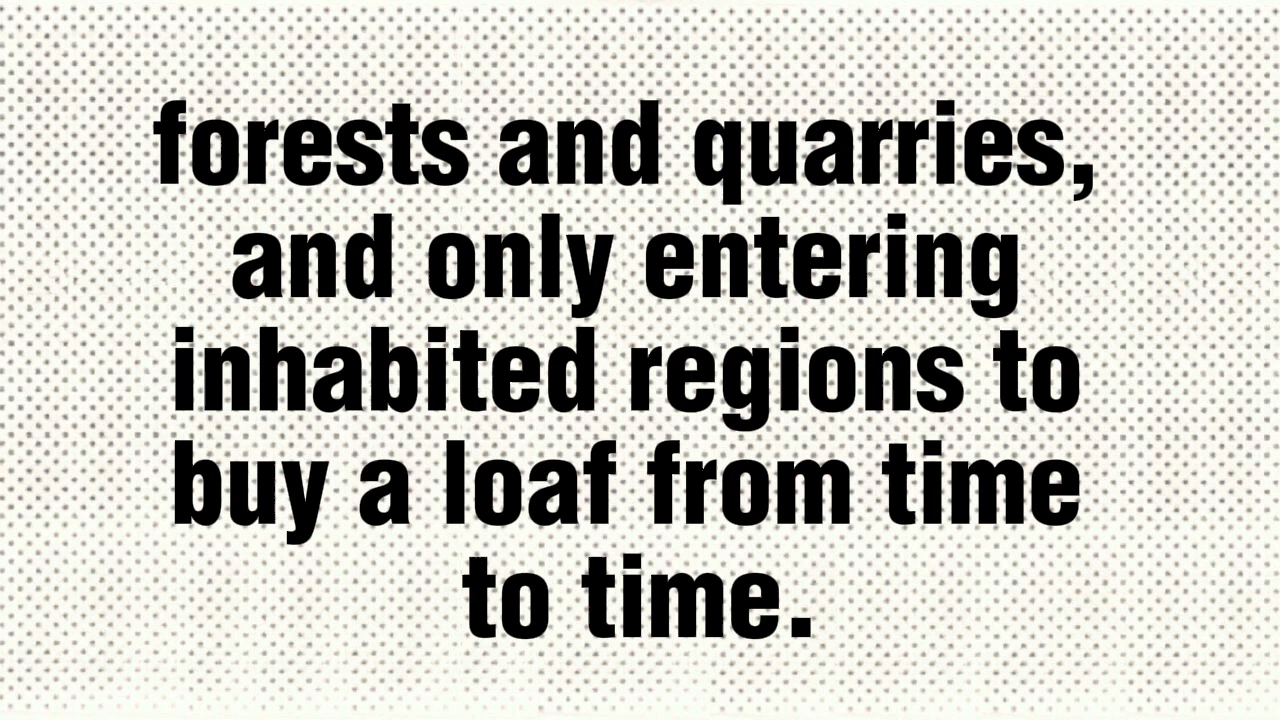 forests and quarries,
and only entering
inhabited regions to
buy a loaf from time
to time.